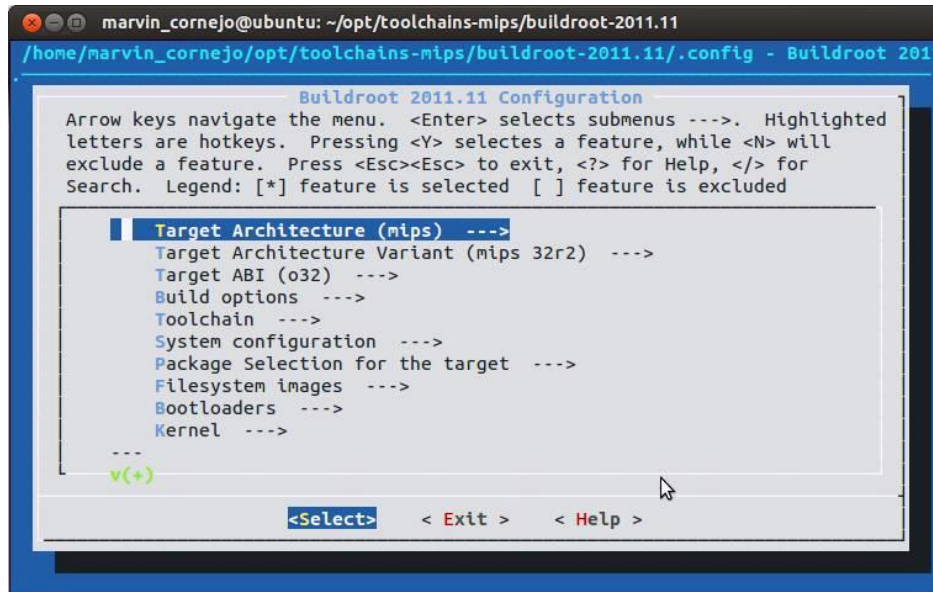 marvin_cornejo@ubuntu: ~/opt/toolchains-mips/buildroot-2011.11
/home/marvin_cornejo/opt/toolchains-mips/buildroot-2011.11/.config - Buildroot 201
Buildroot 2011.11 Configuration
Arrow keys navigate the menu. <Enter> selects submenus --->. Highlighted
letters are hotkeys. Pressing <Y> selectes a feature, while <N> will
exclude a feature. Press <Esc><Esc> to exit, <?> for Help, </> for
Search. Legend: [*] feature is selected [ ] feature is excluded
Target Architecture (mips) --->
Target Architecture Variant (mips 32r2) --->
Target ABI (o32) --->
Build options --->
Toolchain --->
System configuration --->
Package Selection for the target --->
Filesystem images --->
Bootloaders --->
Kernel --->
---
v(+)
<Select> < Exit > < Help >